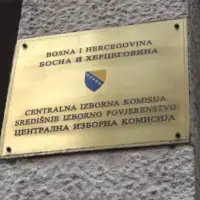 BOSNA I HERCEGOVINA
БОСНА И ХЕРЦЕГОВИНА
CENTRALNA IZBORNA KOMISIJA
SREDIŠNJE IZBORNO POVJERENSTVO
ЦЕНТРАЛНА ИЗБОРНА КОМИСИЈА